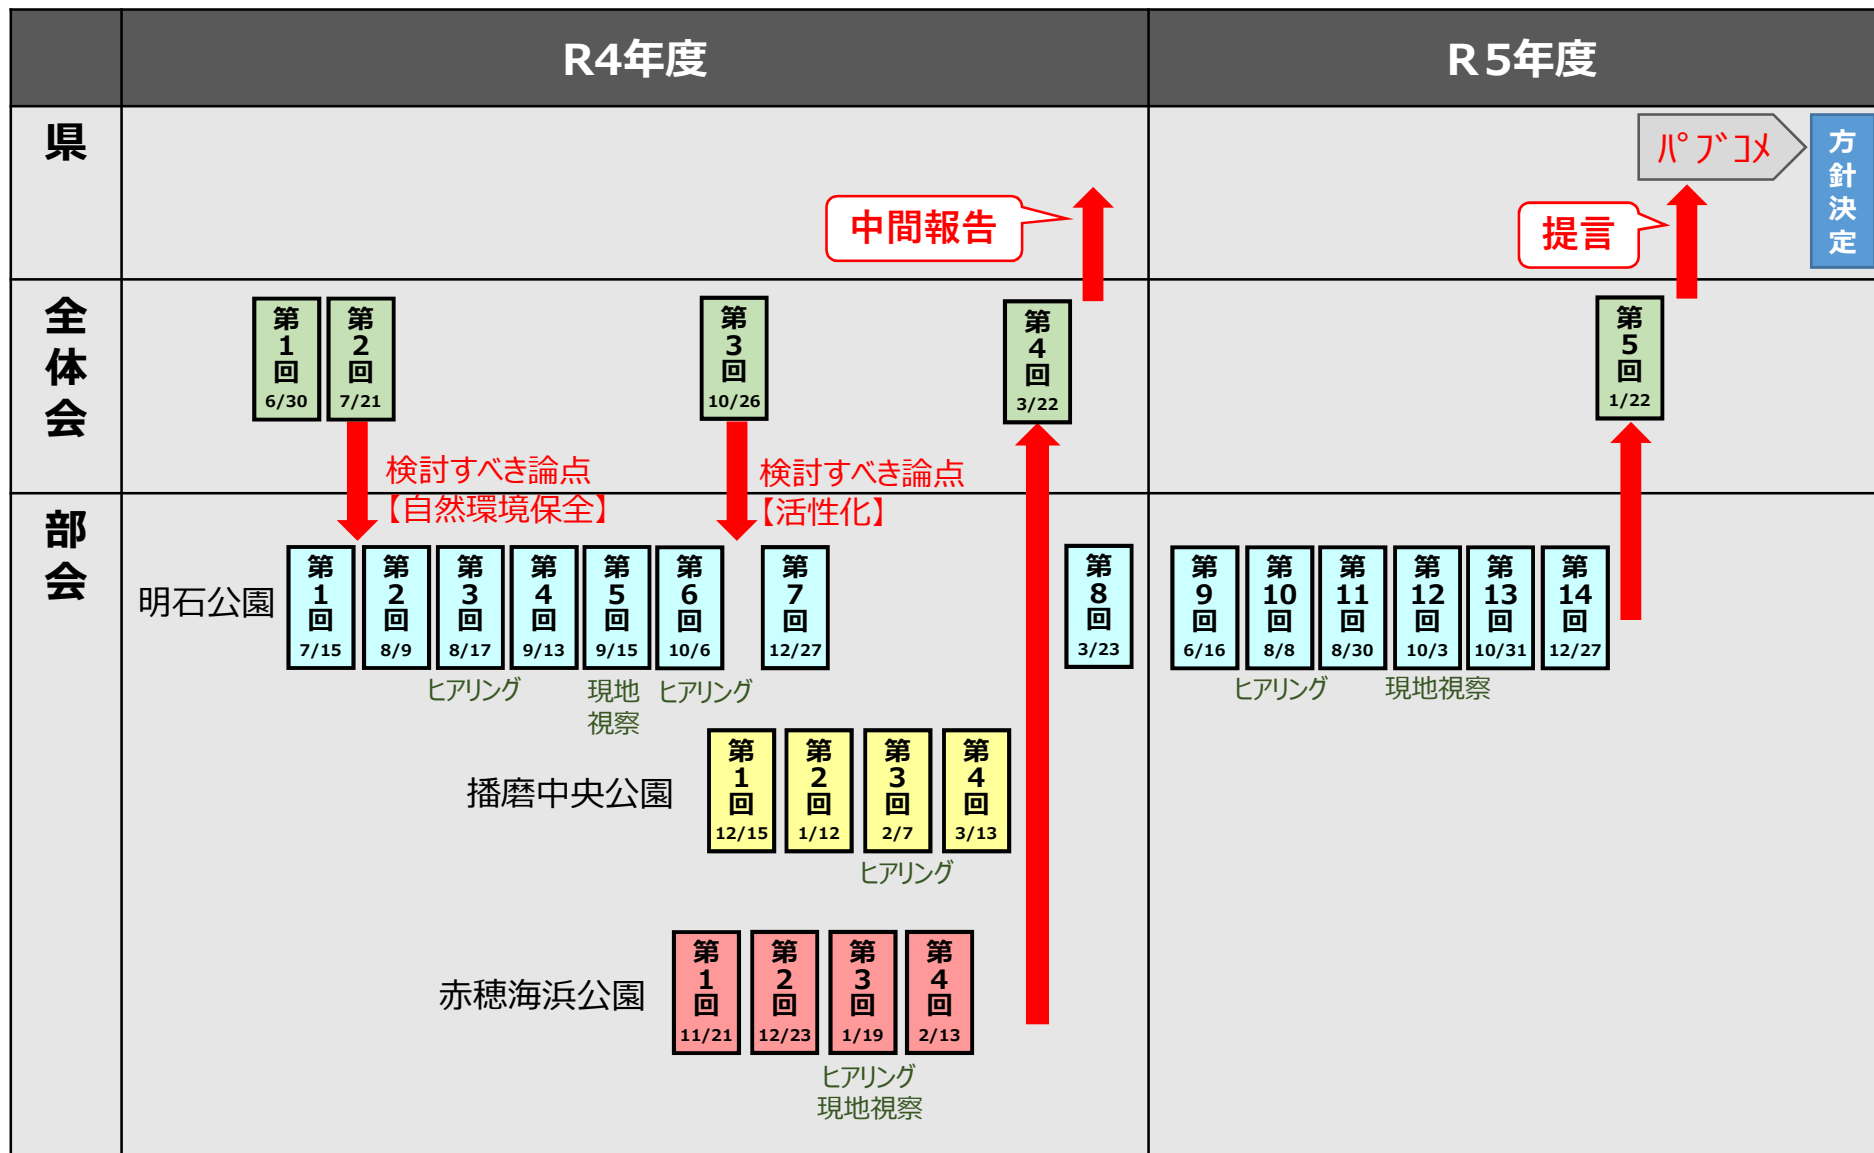 R4年度
R5年度
県
パブコメ
方針決定
中間報告
提言
全体会
第1回 6/30
第2回 7/21
第3回 10/26
第4回 3/22
第5回 1/22
検討すべき論点
【自然環境保全】
検討すべき論点
【活性化】
部会
明石公園
第1回 7/15
第2回 8/9
第3回 8/17
第4回 9/13
第5回 9/15
第6回 10/6
第7回 12/27
第8回 3/23
第9回 6/16
第10回 8/8
第11回 8/30
第12回 10/3
第13回 10/31
第14回 12/27
ヒアリング
現地
視察
ヒアリング
ヒアリング
現地視察
播磨中央公園
第1回 12/15
第2回 1/12
第3回 2/7
第4回 3/13
ヒアリング
赤穂海浜公園
第1回 11/21
第2回 12/23
第3回 1/19
第4回 2/13
ヒアリング
現地視察